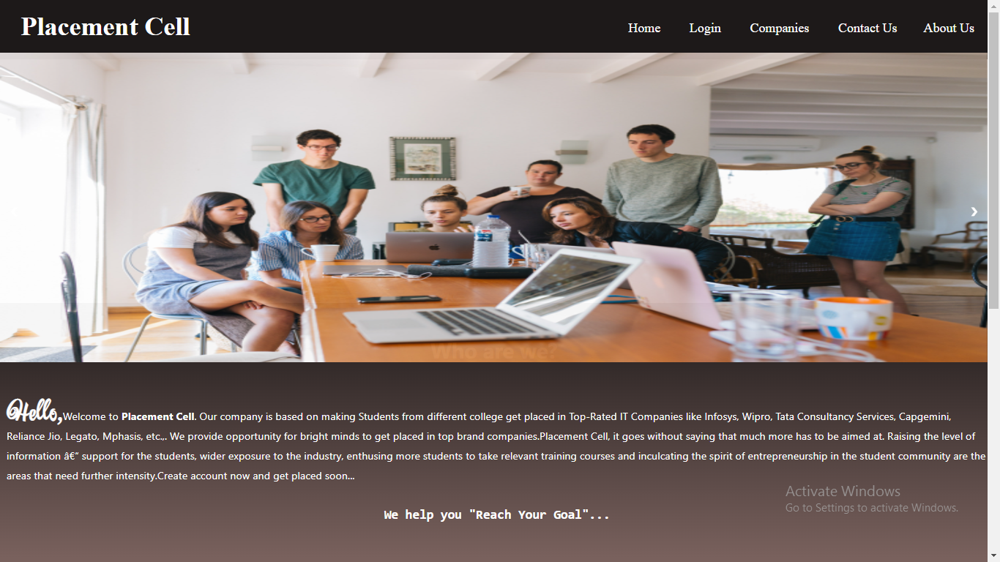 Placement Cell
Home Login Companies Contact Us About Us
Who are we?
Hello,Welcome to Placement Cell. Our company is based on making Students from different college get placed in Top-Rated IT Companies like Infosys, Wipro, Tata Consultancy Services, Capgemini,
Reliance Jio, Legato, Mphasis, etc.,. We provide opportunity for bright minds to get placed in top brand companies.Placement Cell, it goes without saying that much more has to be aimed at. Raising the level of
information â€“ support for the students, wider exposure to the industry, enthusing more students to take relevant training courses and inculcating the spirit of entrepreneurship in the student community are the
areas that need further intensity.Create account now and get placed soon...
Activate Windows
Go to Settings to activate Windows.
We help you "Reach Your Goal"...